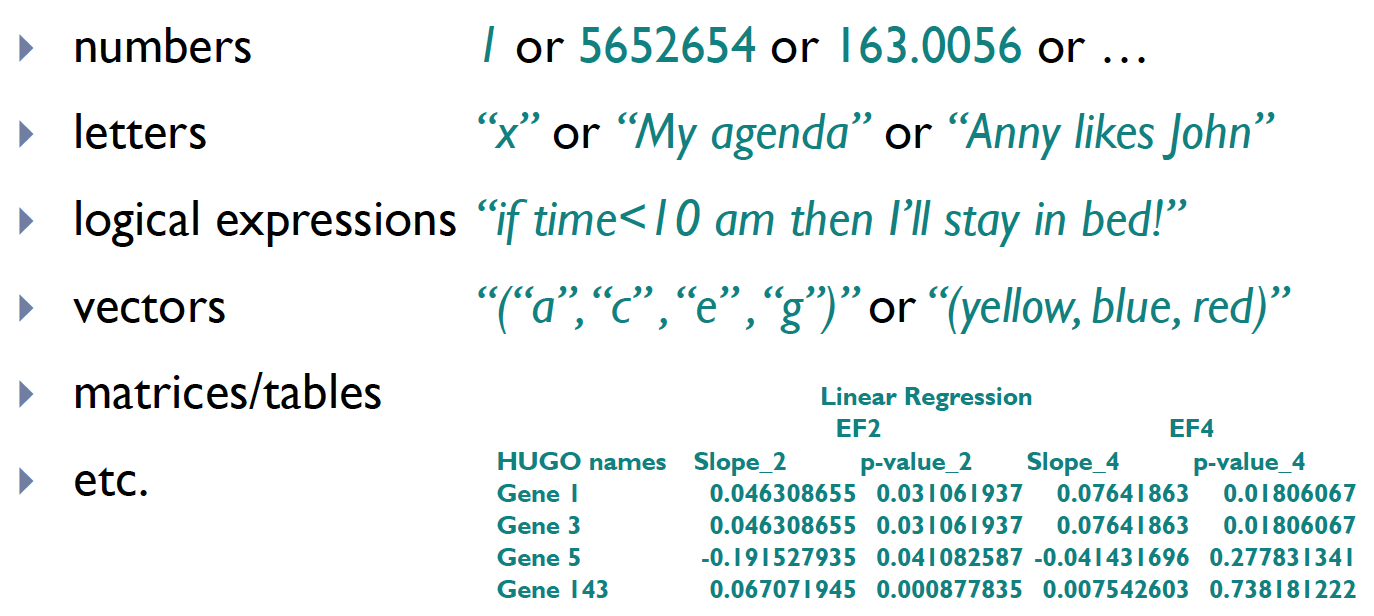 numbers 1 or 5652654 or 163.0056 or …
letters “x” or “My agenda” or “Anny likes John”
logical expressions “if time<10 am then I’ll stay in bed!”
vectors “(“a”,“c” ,“e” ,“g”)” or “(yellow, blue, red)”
matrices/tables
etc.
Linear Regression
EF2 EF4
HUGO names Slope_2 p-value_2 Slope_4 p-value_4
Gene 1 0.046308655 0.031061937 0.07641863 0.01806067
Gene 3 0.046308655 0.031061937 0.07641863 0.01806067
Gene 5 -0.191527935 0.041082587 -0.041431696 0.277831341
Gene 143 0.067071945 0.000877835 0.007542603 0.738181222